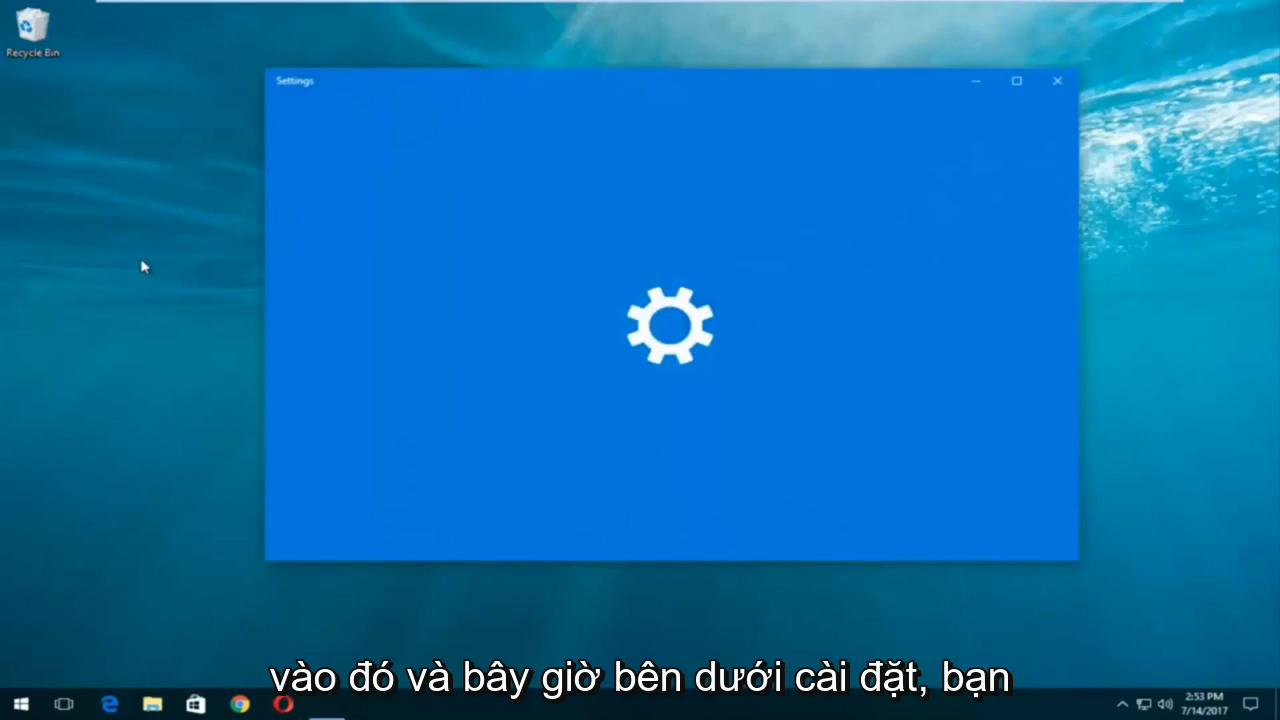 Recycle Bin
Settings
vào đó và bây giờ bên dưới cài đặt, bạn
2:53 PM
7/14/2017